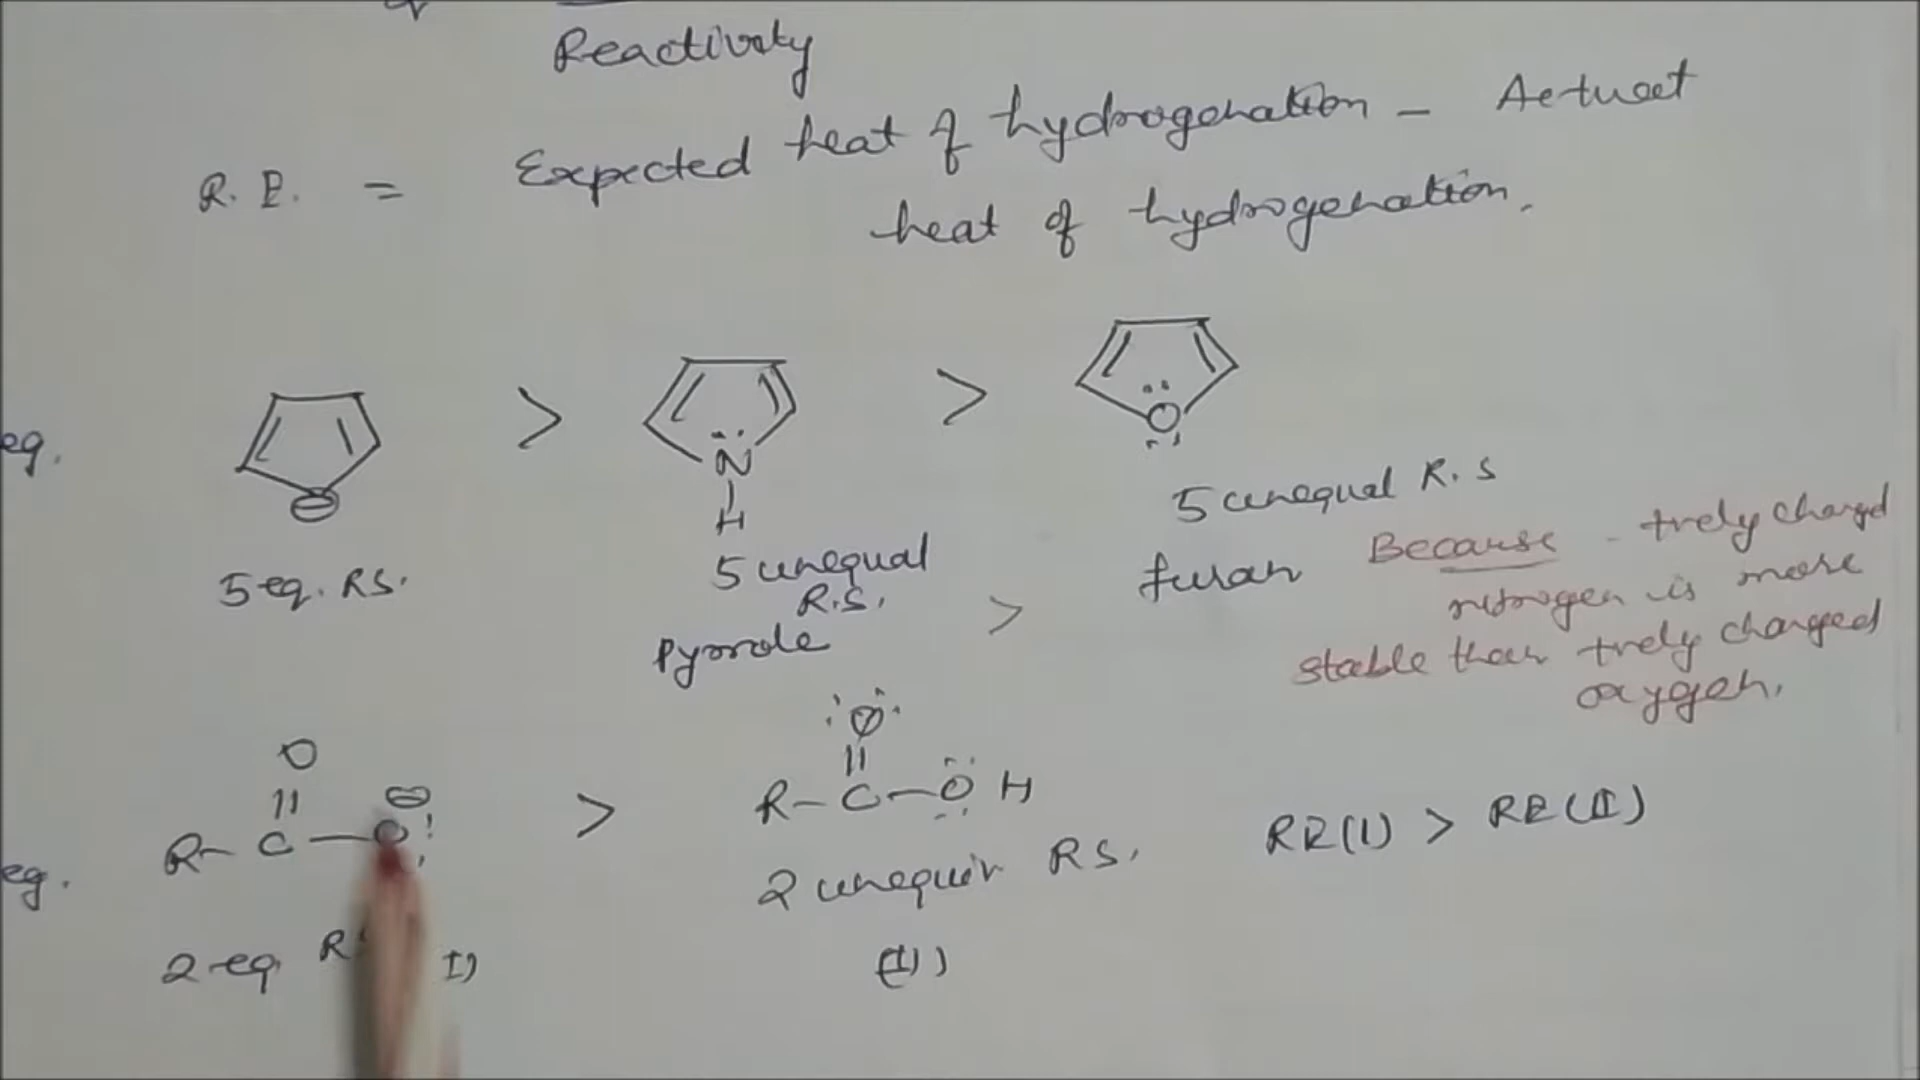 Reactivity
R.E. = Expected heat of hydrogenation - Actual
heat of hydrogenation.
eg. > >
N
H
O
5 eq. RS.
5 unequal
R.S.
Pyrrole
>
5 unequal R.S
furan
Because +vely charged
nitrogen is more
stable than +vely charged
oxygen.
eg.
O
||
R-C-O ⊖
2 eq R
I)
>
O
||
R-C-O H
2 unequiv RS.
(II)
RE(I) > RE(II)